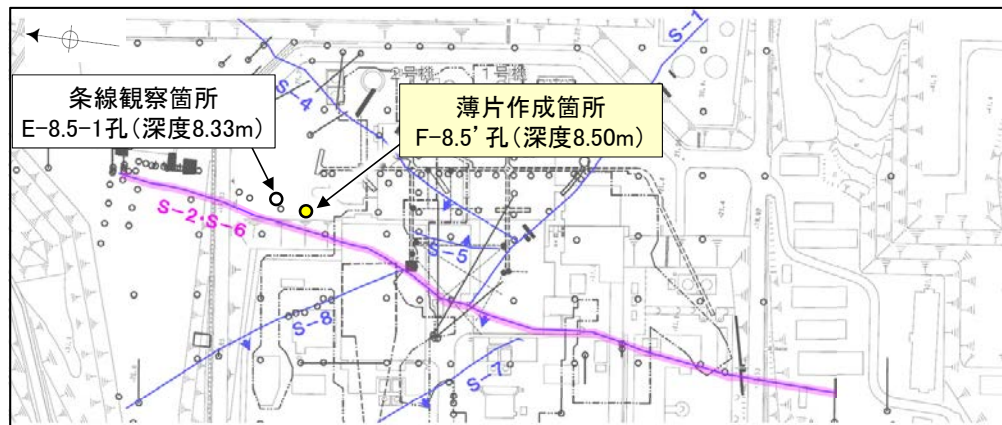 条線観察箇所
E-8.5-1孔(深度8.33m)
薄片作成箇所
F-8.5’孔(深度8.50m)
S-1
2号機
1号機
S-4
S-2・S-6
S-5
S-8
S-7